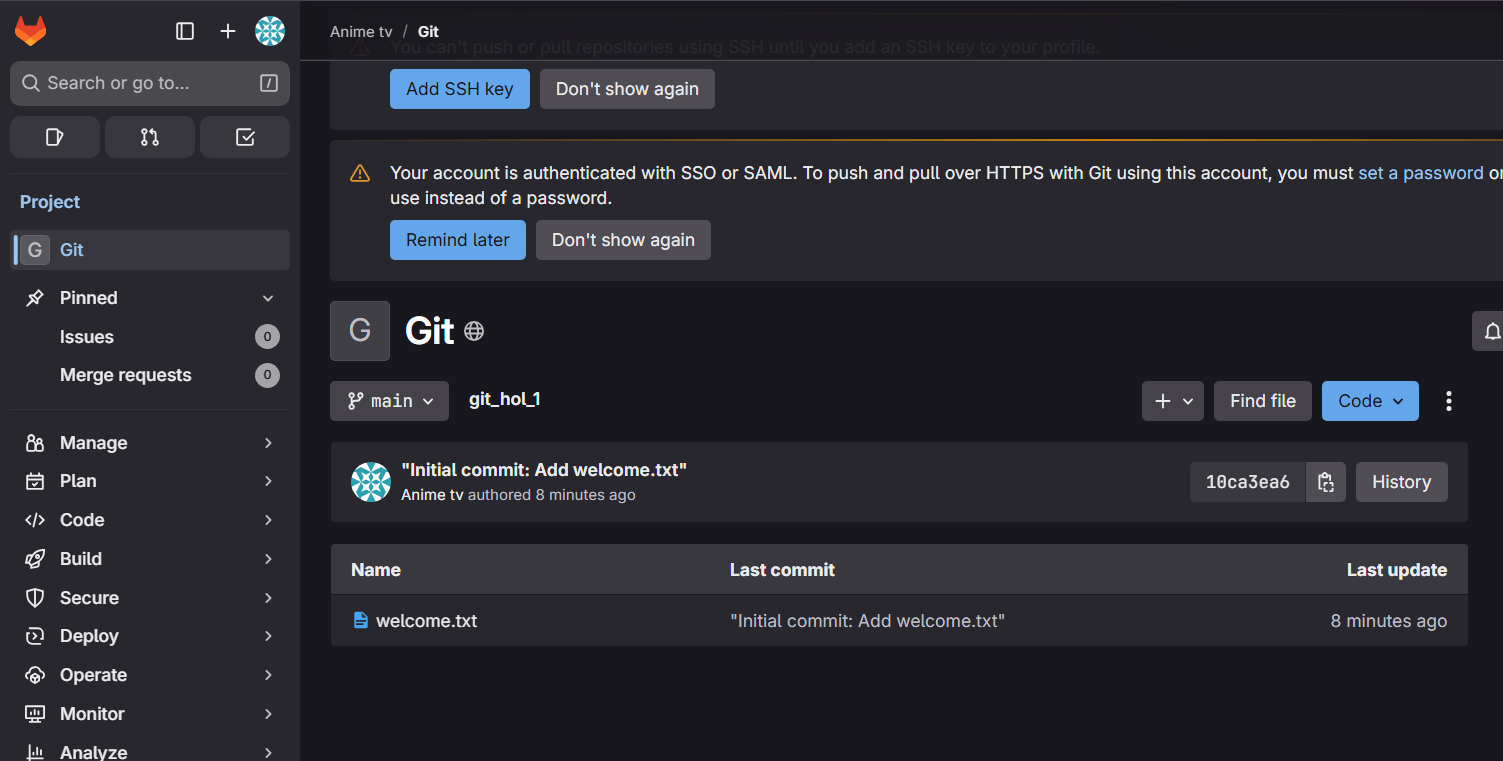 Anime tv / Git
You can't push or pull repositories using SSH until you add an SSH key to your profile.
Search or go to...
/
Add SSH key
Don't show again
Your account is authenticated with SSO or SAML. To push and pull over HTTPS with Git using this account, you must set a password or
use instead of a password.
Remind later
Don't show again
Project
G Git
Pinned
Issues 0
Merge requests 0
Manage
Plan
Code
Build
Secure
Deploy
Operate
Monitor
Analyze
G Git
main
git_hol_1
Find file
Code
"Initial commit: Add welcome.txt"
Anime tv authored 8 minutes ago
10ca3ea6
History
Name Last commit Last update
welcome.txt "Initial commit: Add welcome.txt" 8 minutes ago